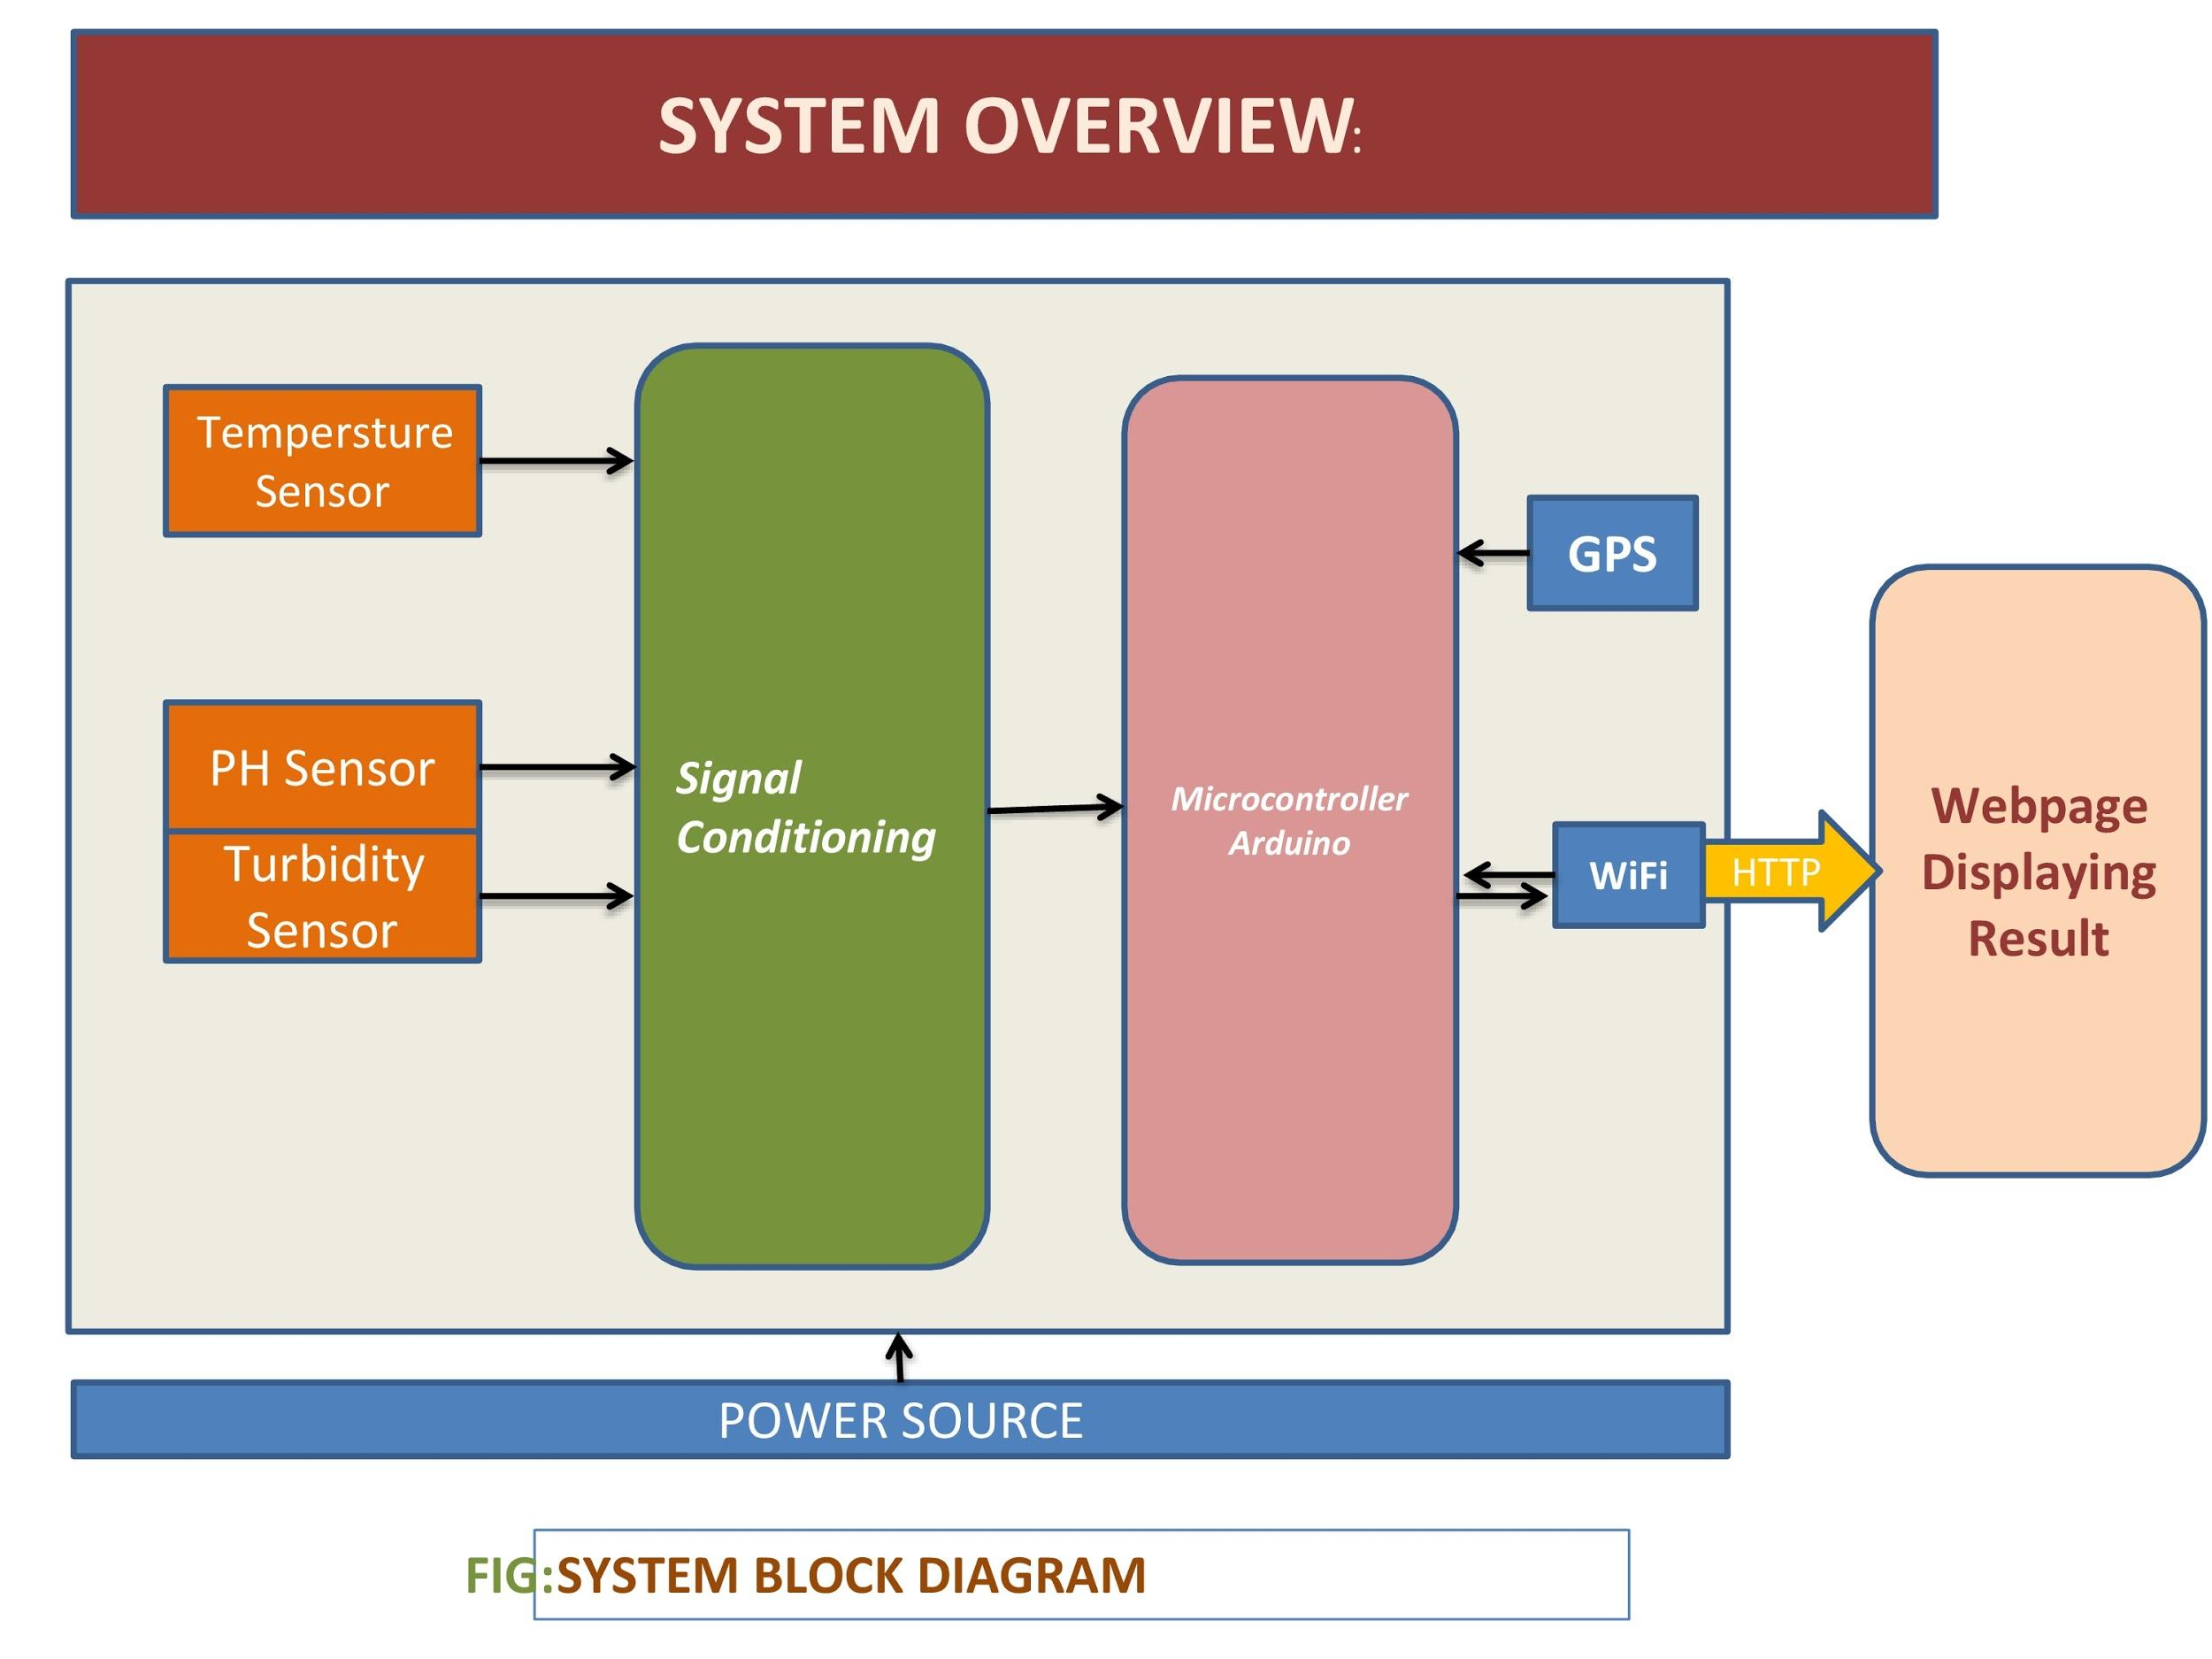 SYSTEM OVERVIEW:
Tempersture
Sensor
PH Sensor
Turbidity
Sensor
Signal
Conditioning
Microcontroller
Arduino
GPS
WiFi
HTTP
Webpage
Displaying
Result
POWER SOURCE
FIG:SYSTEM BLOCK DIAGRAM